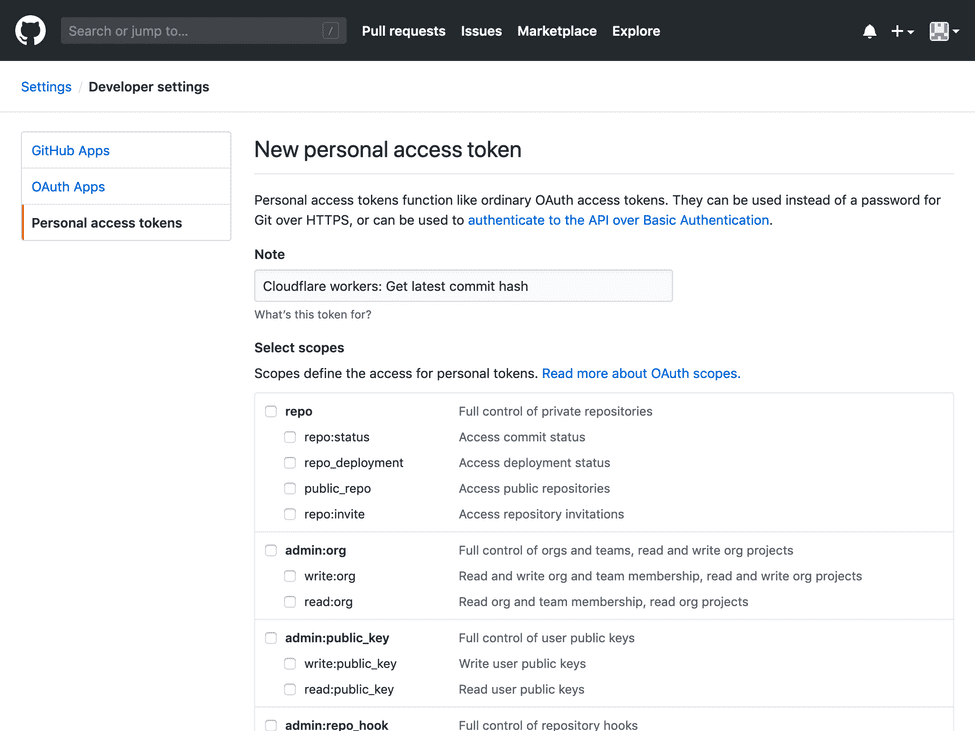 Search or jump to... /
Pull requests Issues Marketplace Explore
Settings / Developer settings
GitHub Apps
OAuth Apps
Personal access tokens
New personal access token
Personal access tokens function like ordinary OAuth access tokens. They can be used instead of a password for
Git over HTTPS, or can be used to authenticate to the API over Basic Authentication.
Note
Cloudflare workers: Get latest commit hash
What's this token for?
Select scopes
Scopes define the access for personal tokens. Read more about OAuth scopes.
repo Full control of private repositories
repo:status Access commit status
repo_deployment Access deployment status
public_repo Access public repositories
repo:invite Access repository invitations
admin:org Full control of orgs and teams, read and write org projects
write:org Read and write org and team membership, read and write org projects
read:org Read org and team membership, read org projects
admin:public_key Full control of user public keys
write:public_key Write user public keys
read:public_key Read user public keys
admin:repo_hook Full control of repository hooks